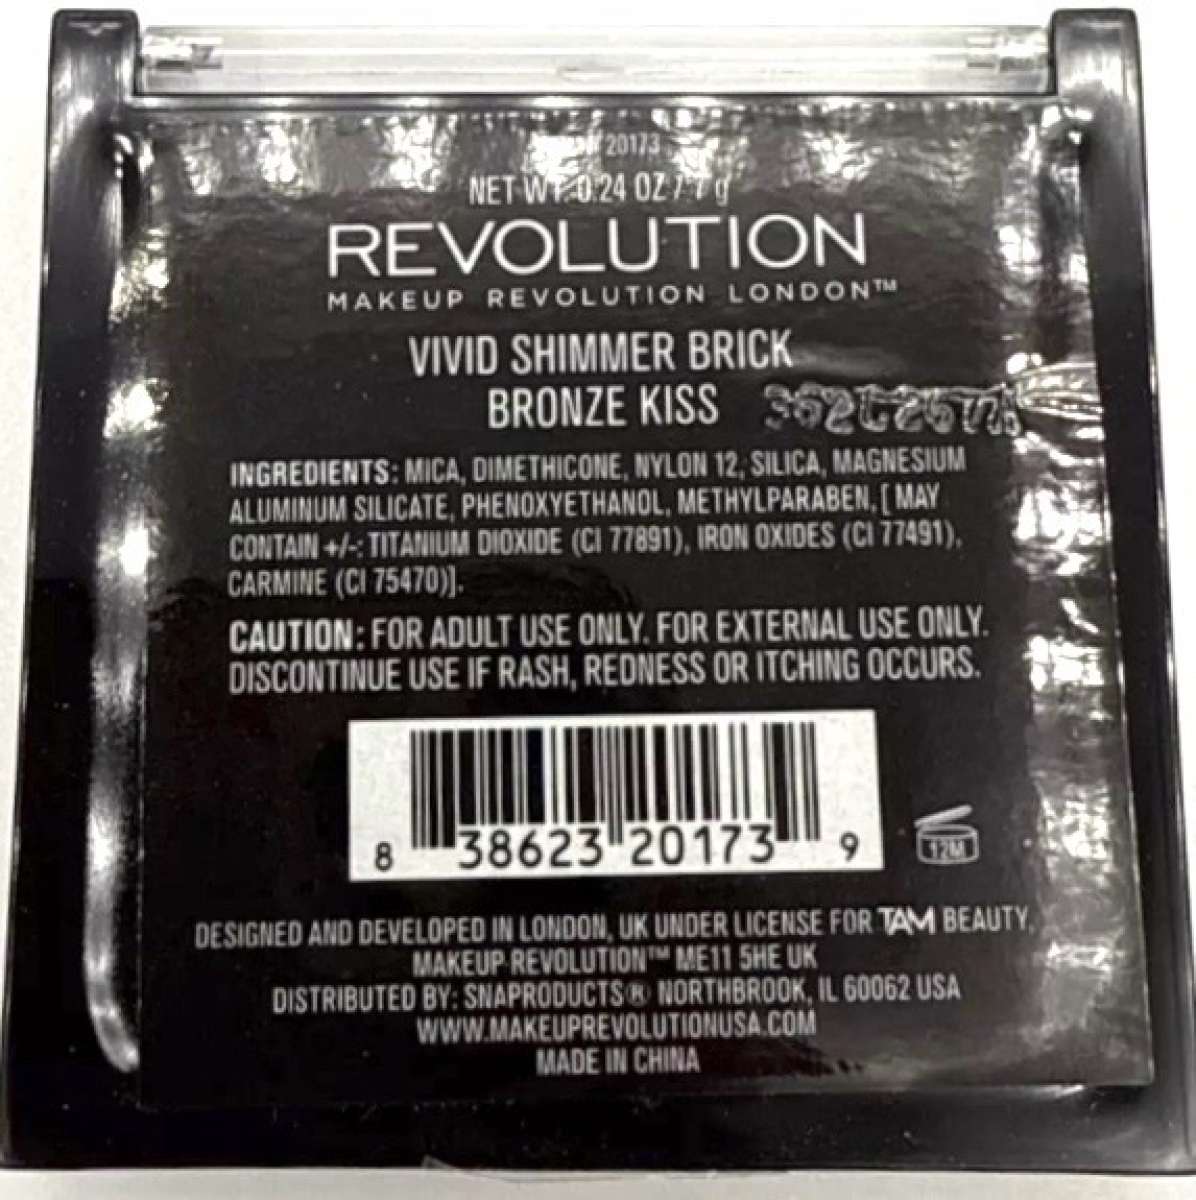 20173
NET WT. 0.24 OZ / 7 g
REVOLUTION
MAKEUP REVOLUTION LONDON™
VIVID SHIMMER BRICK
BRONZE KISS
INGREDIENTS: MICA, DIMETHICONE, NYLON 12, SILICA, MAGNESIUM
ALUMINUM SILICATE, PHENOXYETHANOL, METHYLPARABEN, [ MAY
CONTAIN +/-: TITANIUM DIOXIDE (CI 77891), IRON OXIDES (CI 77491),
CARMINE (CI 75470)].
CAUTION: FOR ADULT USE ONLY. FOR EXTERNAL USE ONLY.
DISCONTINUE USE IF RASH, REDNESS OR ITCHING OCCURS.
8 38623 20173 9
12M
DESIGNED AND DEVELOPED IN LONDON, UK UNDER LICENSE FOR TAM BEAUTY.
MAKEUP REVOLUTION™ ME11 5HE UK
DISTRIBUTED BY: SNAPRODUCTS® NORTHBROOK, IL 60062 USA
WWW.MAKEUPREVOLUTIONUSA.COM
MADE IN CHINA